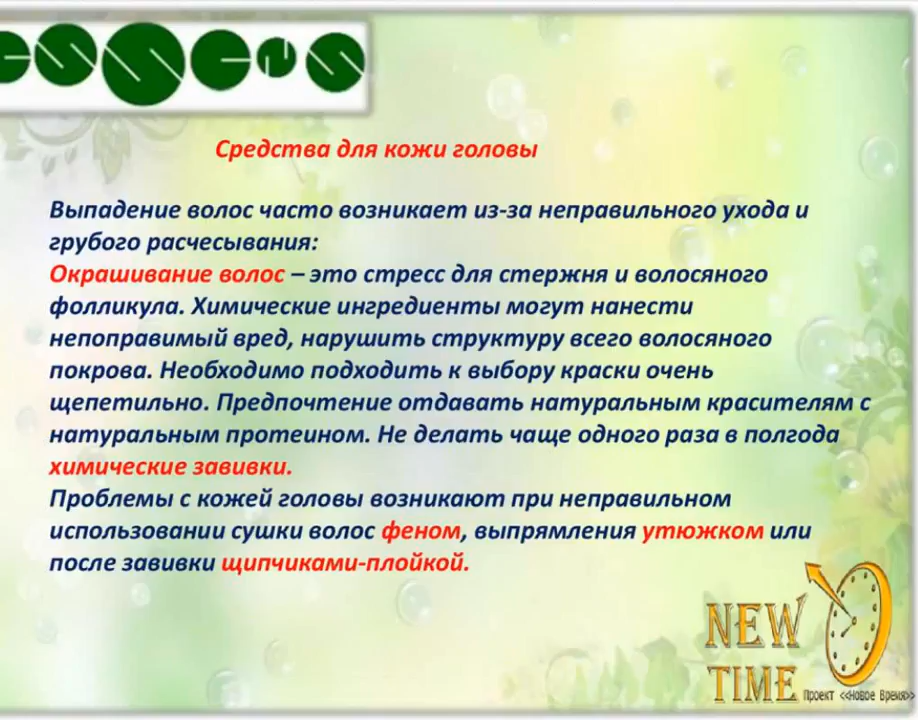 essens
Средства для кожи головы
Выпадение волос часто возникает из-за неправильного ухода и
грубого расчесывания:
Окрашивание волос – это стресс для стержня и волосяного
фолликула. Химические ингредиенты могут нанести
непоправимый вред, нарушить структуру всего волосяного
покрова. Необходимо подходить к выбору краски очень
щепетильно. Предпочтение отдавать натуральным красителям с
натуральным протеином. Не делать чаще одного раза в полгода
химические завивки.
Проблемы с кожей головы возникают при неправильном
использовании сушки волос феном, выпрямления утюжком или
после завивки щипчиками-плойкой.
NEW
TIME
Проект <<Новое Время>>